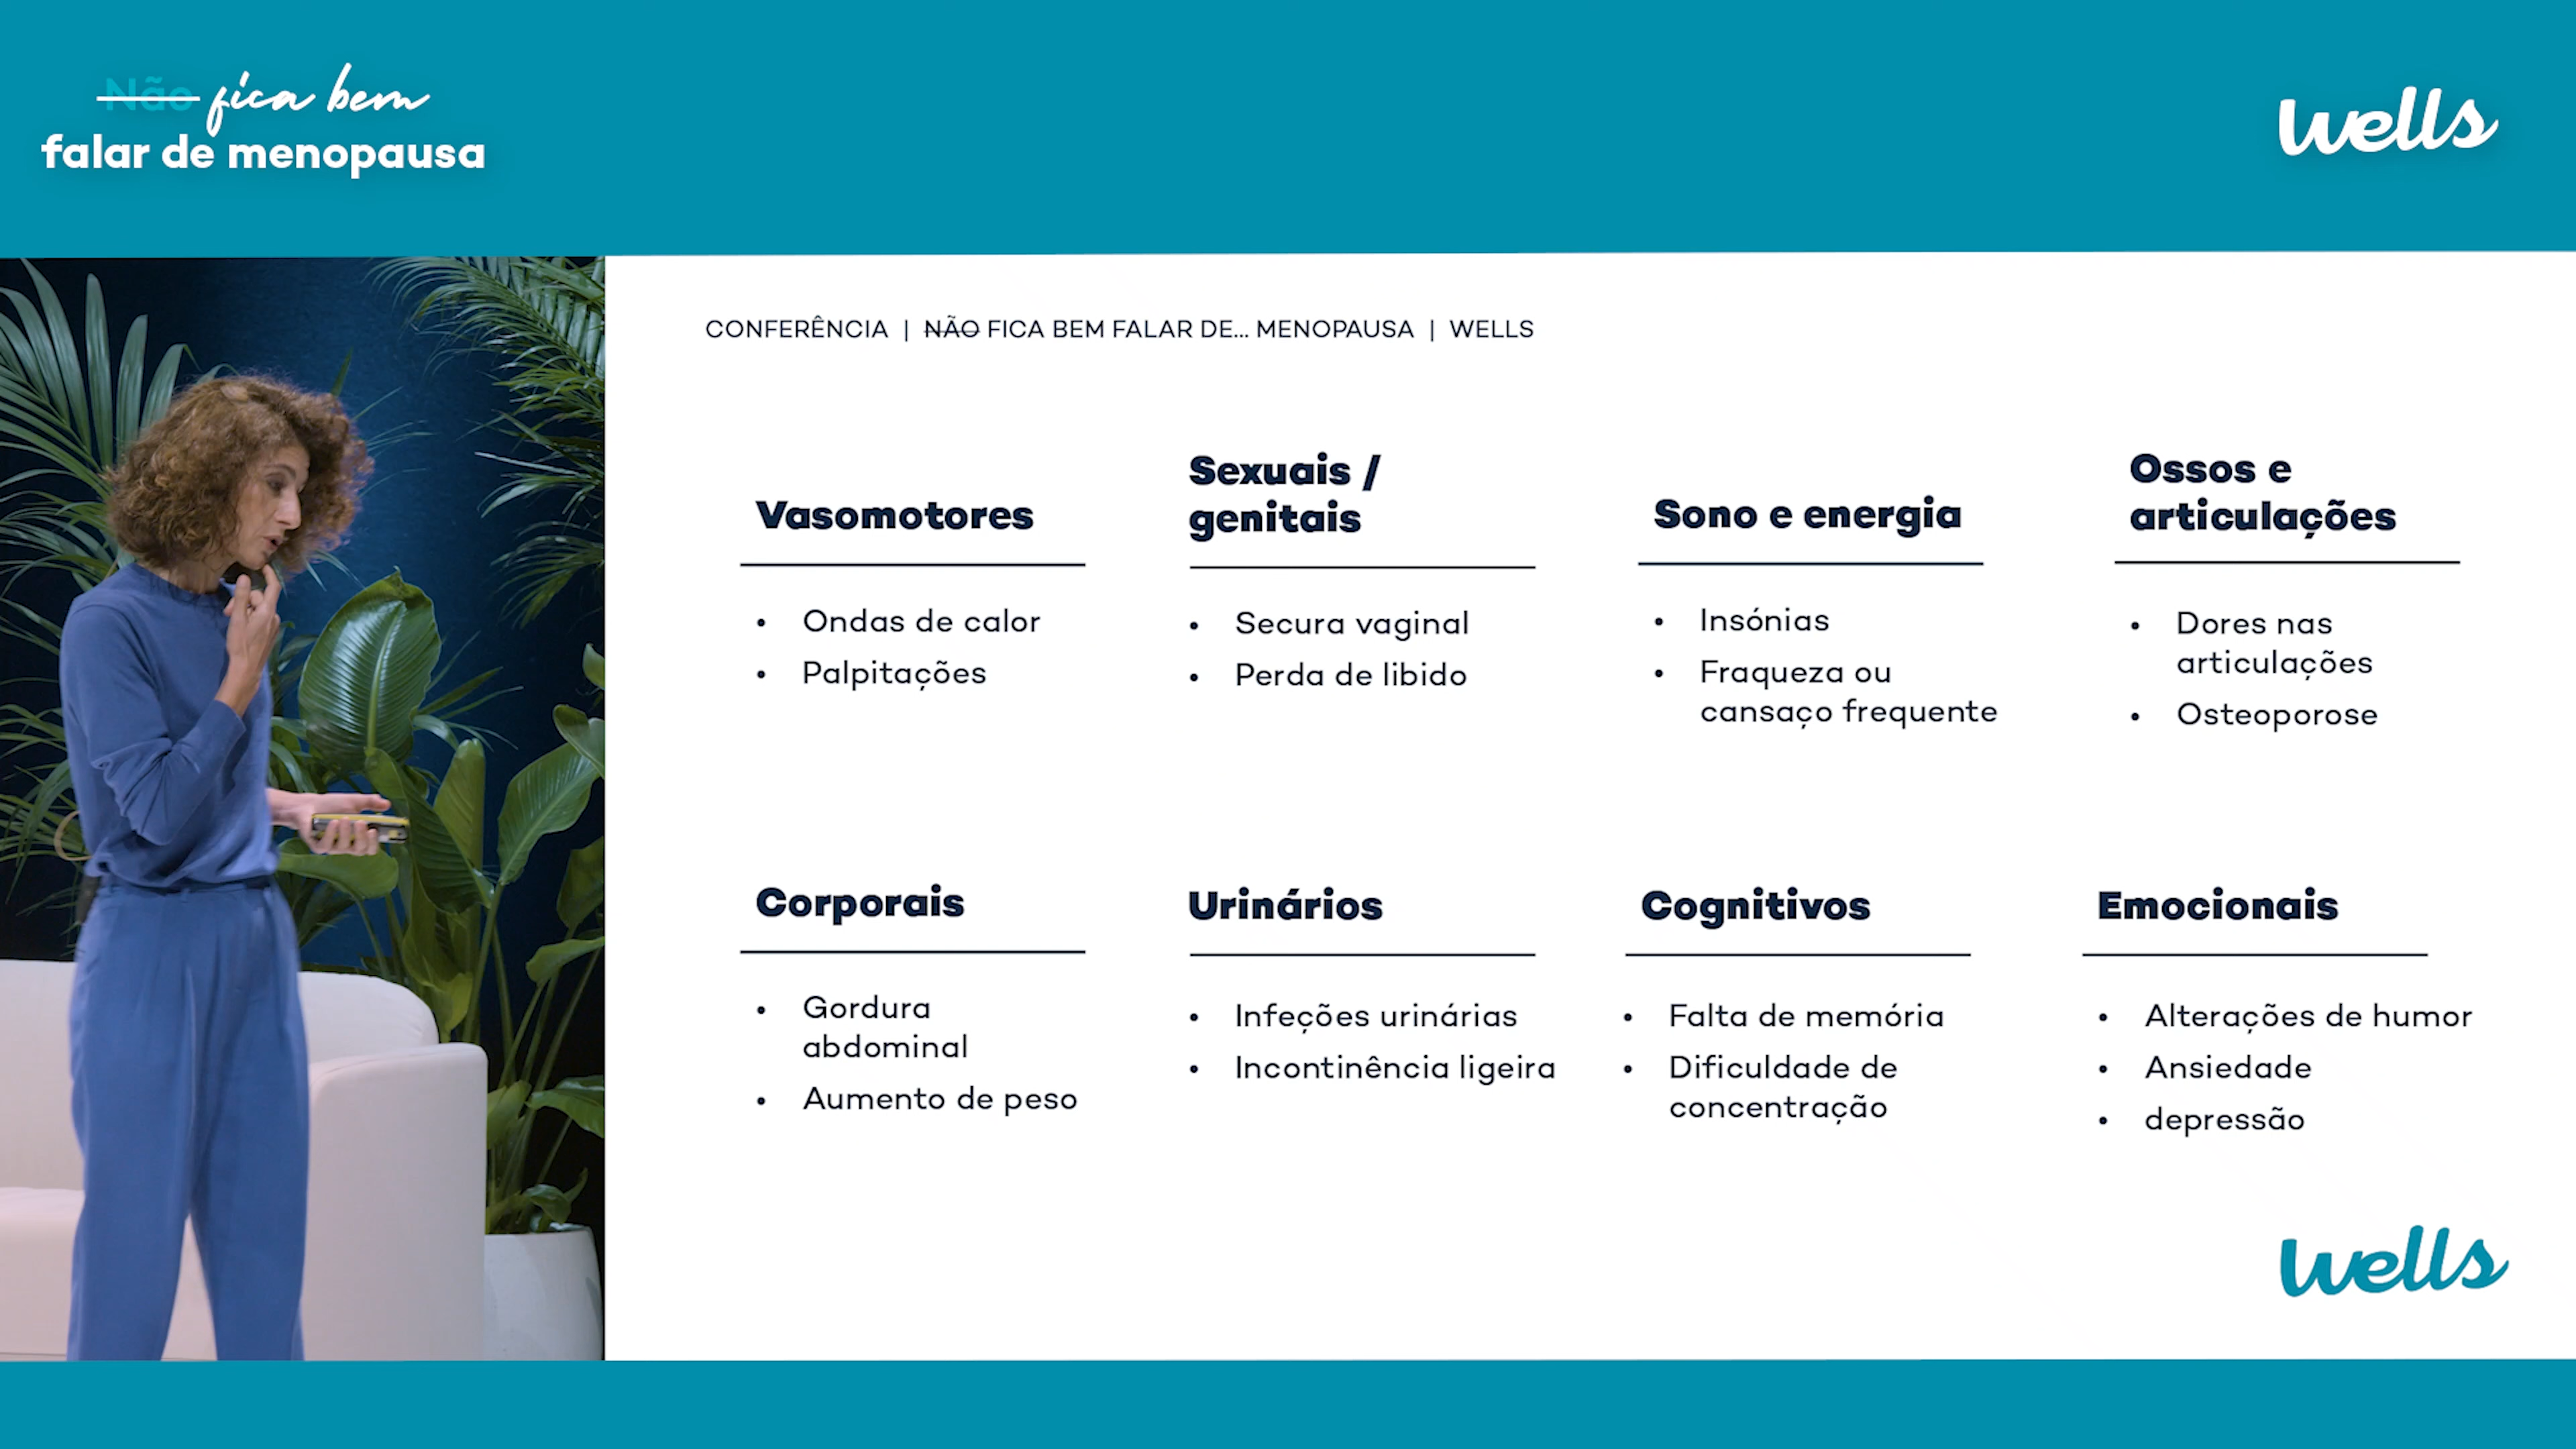 Não fica bem
falar de menopausa
wells
CONFERÊNCIA | NÃO FICA BEM FALAR DE... MENOPAUSA | WELLS
Vasomotores
• Ondas de calor
• Palpitações
Sexuais /
genitais
• Secura vaginal
• Perda de libido
Sono e energia
• Insónias
• Fraqueza ou
cansaço frequente
Ossos e
articulações
• Dores nas
articulações
• Osteoporose
Corporais
• Gordura
abdominal
• Aumento de peso
Urinários
• Infeções urinárias
• Incontinência ligeira
Cognitivos
• Falta de memória
• Dificuldade de
concentração
Emocionais
• Alterações de humor
• Ansiedade
• depressão
wells